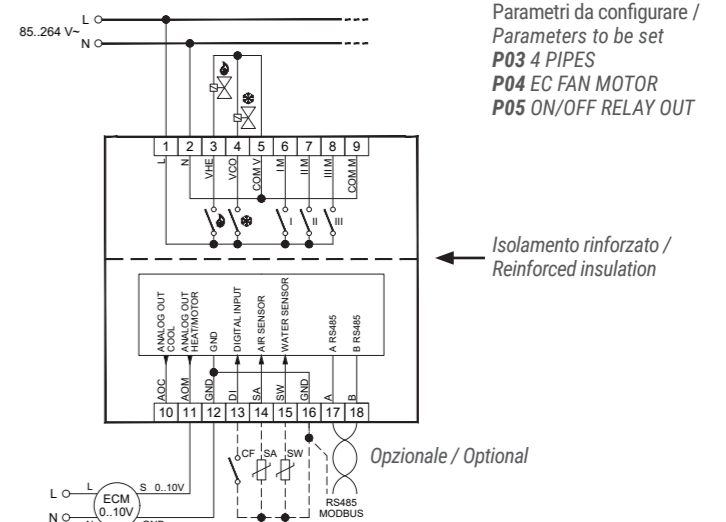 L
85..264 V~
N
Parametri da configurare /
Parameters to be set
P03 4 PIPES
P04 EC FAN MOTOR
P05 ON/OFF RELAY OUT
1 2 3 4 5 6 7 8 9
L
N
VHE
VCO
COM V
I M
II M
III M
COM M
I
II
III
Isolamento rinforzato /
Reinforced insulation
ANALOG OUT
COOL
ANALOG OUT
HEAT/MOTOR
GND
DIGITAL INPUT
AIR SENSOR
WATER SENSOR
A RS485
B RS485
AOC
AOM
GND
DI
SA
SW
GND
A
B
10 11 12 13 14 15 16 17 18
CF
SA
SW
Opzionale / Optional
RS485
MODBUS
L
L
S 0..10V
ECM
0..10V
N
N
GND